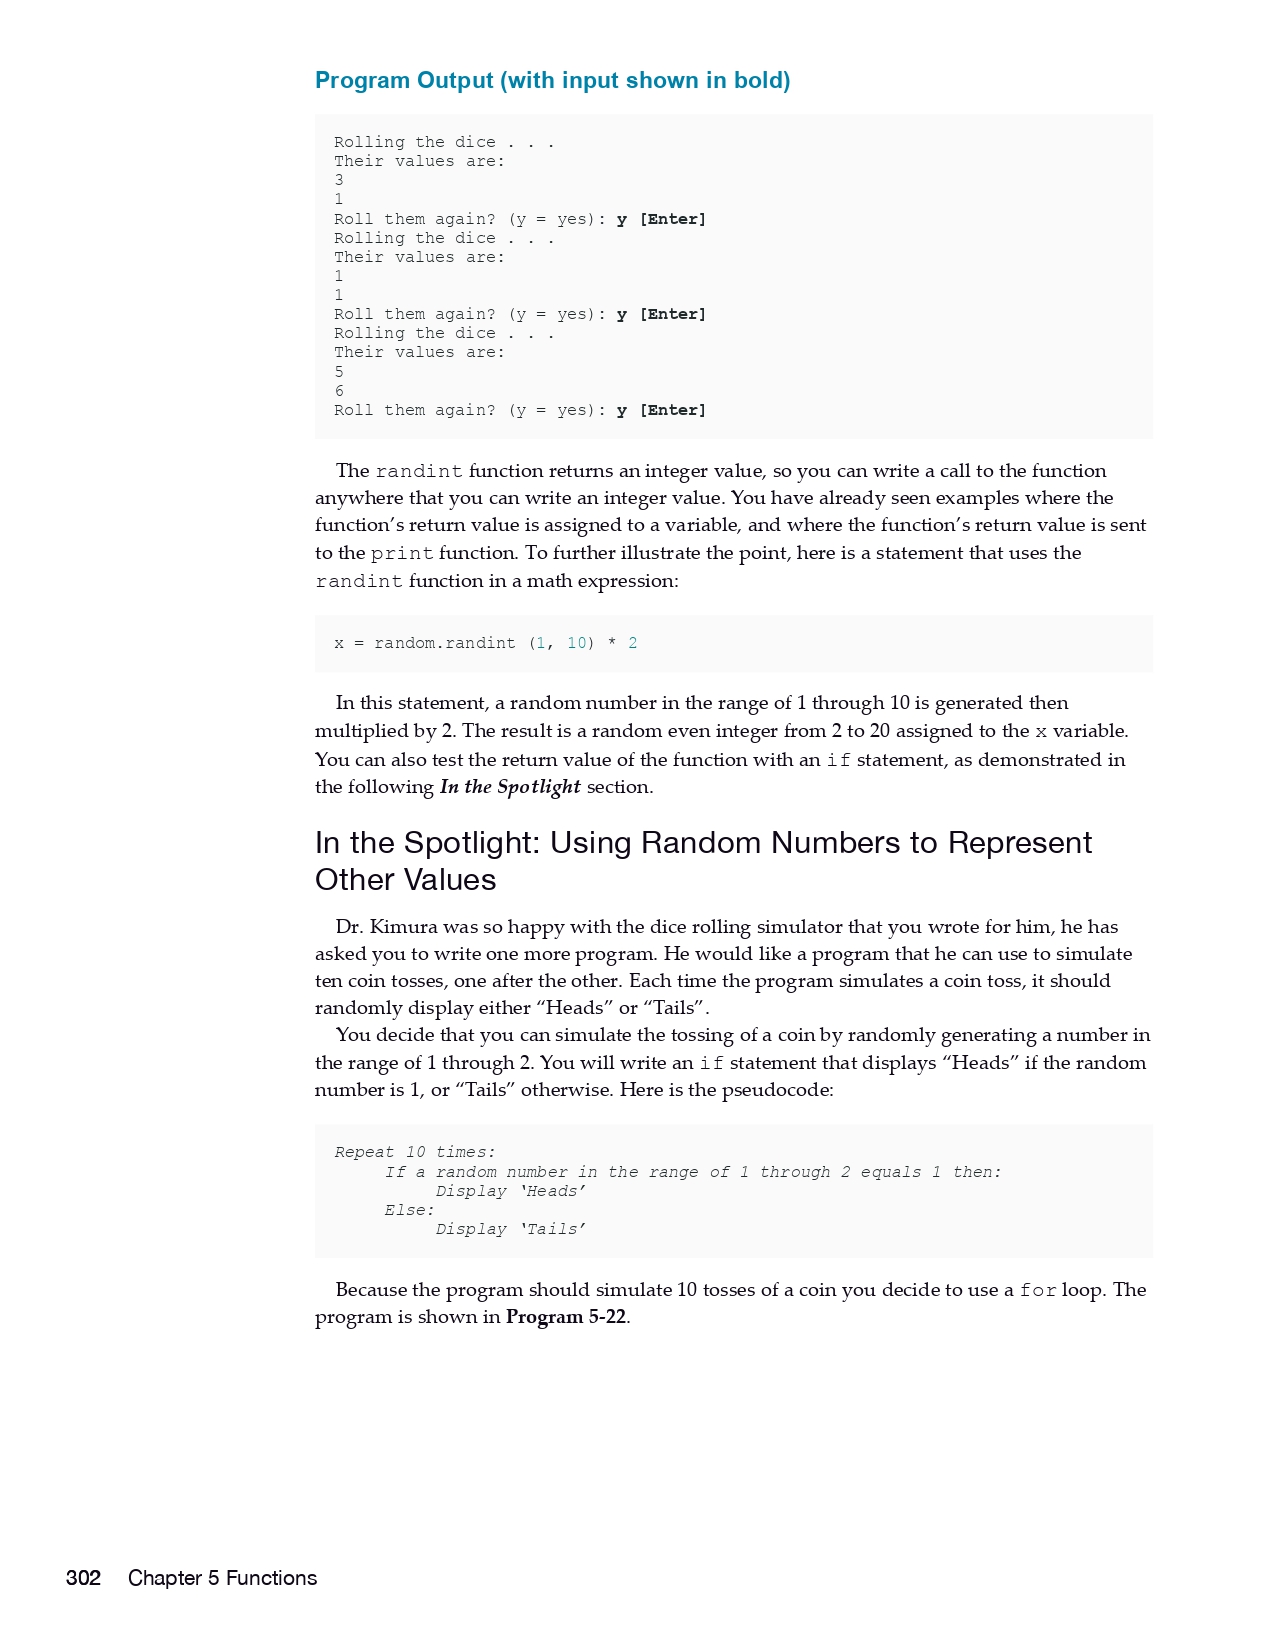 Program Output (with input shown in bold)
Rolling the dice . . .
Their values are:
3
1
Roll them again? (y = yes): y [Enter]
Rolling the dice . . .
Their values are:
1
1
Roll them again? (y = yes): y [Enter]
Rolling the dice . . .
Their values are:
5
6
Roll them again? (y = yes): y [Enter]
The randint function returns an integer value, so you can write a call to the function
anywhere that you can write an integer value. You have already seen examples where the
function’s return value is assigned to a variable, and where the function’s return value is sent
to the print function. To further illustrate the point, here is a statement that uses the
randint function in a math expression:
x = random.randint (1, 10) * 2
In this statement, a random number in the range of 1 through 10 is generated then
multiplied by 2. The result is a random even integer from 2 to 20 assigned to the x variable.
You can also test the return value of the function with an if statement, as demonstrated in
the following In the Spotlight section.
In the Spotlight: Using Random Numbers to Represent
Other Values
Dr. Kimura was so happy with the dice rolling simulator that you wrote for him, he has
asked you to write one more program. He would like a program that he can use to simulate
ten coin tosses, one after the other. Each time the program simulates a coin toss, it should
randomly display either “Heads” or “Tails”.
You decide that you can simulate the tossing of a coin by randomly generating a number in
the range of 1 through 2. You will write an if statement that displays “Heads” if the random
number is 1, or “Tails” otherwise. Here is the pseudocode:
Repeat 10 times:
If a random number in the range of 1 through 2 equals 1 then:
Display ‘Heads’
Else:
Display ‘Tails’
Because the program should simulate 10 tosses of a coin you decide to use a for loop. The
program is shown in Program 5-22.
302 Chapter 5 Functions